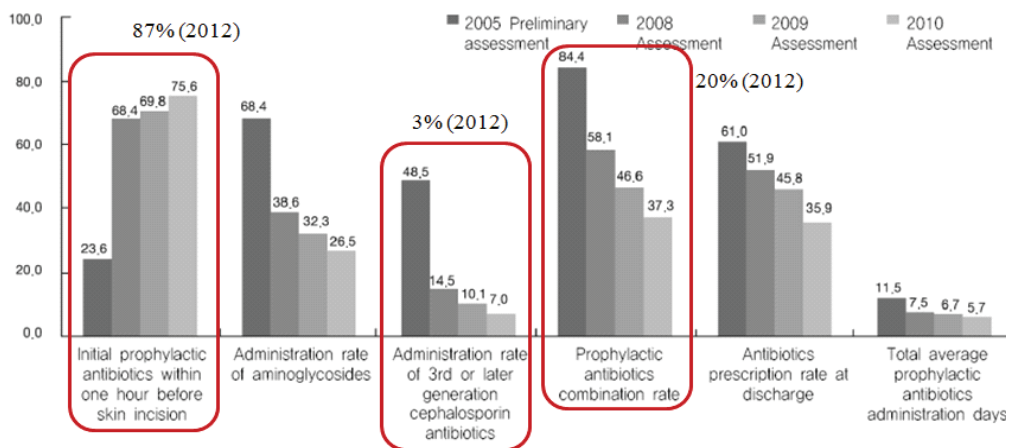 100,0
87% (2012)
2005 Preliminary assessment
2008 Assessment
2009 Assessment
2010 Assessment
80,0
60,0
40,0
20,0
0,0
23,6
68,4
69,8
75,6
68,4
38,6
32,3
26,5
3% (2012)
48,5
14,5
10,1
7,0
84,4
58,1
46,6
37,3
20% (2012)
61,0
51,9
45,8
35,9
11,5
7,5
6,7
5,7
Initial prophylactic
antibiotics within
one hour before
skin incision
Administration rate
of aminoglycosides
Administration rate
of 3rd or later
generation
cephalosporin
antibiotics
Prophylactic
antibiotics
combination rate
Antibiotics
prescription rate at
discharge
Total average
prophylactic
antibiotics
administration days